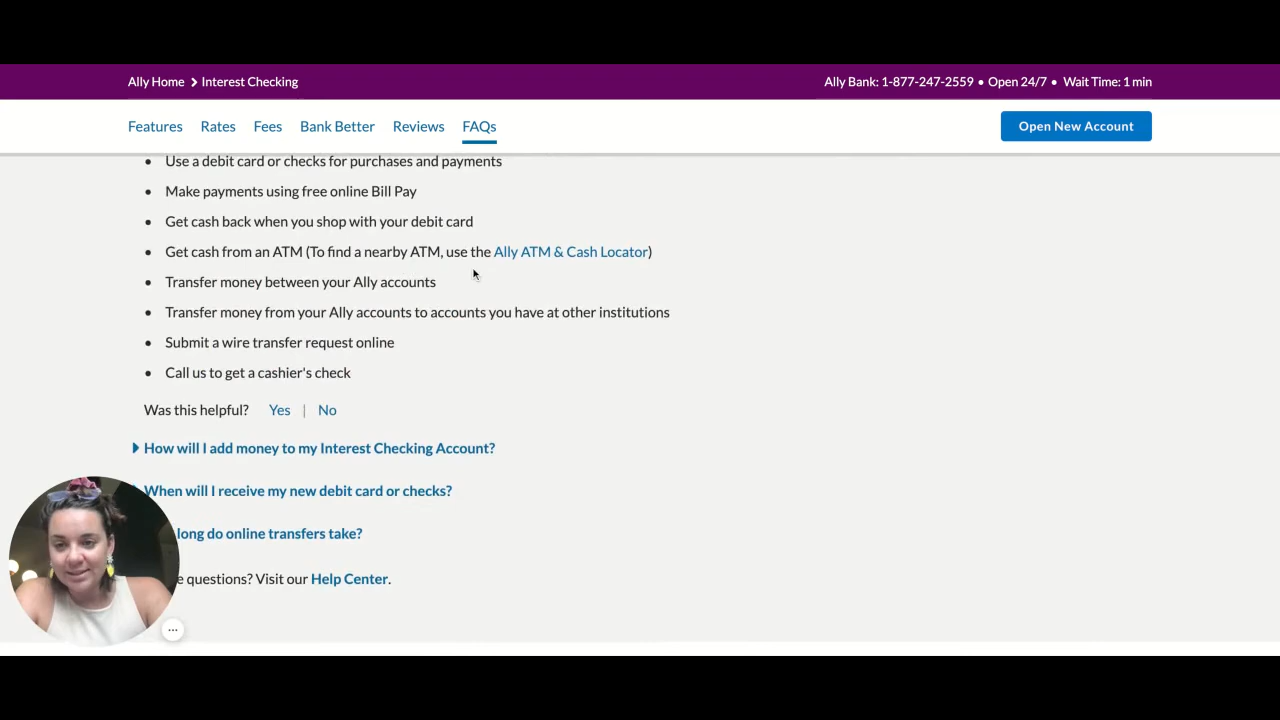 Ally Home > Interest Checking
Ally Bank: 1-877-247-2559 • Open 24/7 • Wait Time: 1 min
Features Rates Fees Bank Better Reviews FAQs
Open New Account
• Use a debit card or checks for purchases and payments
• Make payments using free online Bill Pay
• Get cash back when you shop with your debit card
• Get cash from an ATM (To find a nearby ATM, use the Ally ATM & Cash Locator)
• Transfer money between your Ally accounts
• Transfer money from your Ally accounts to accounts you have at other institutions
• Submit a wire transfer request online
• Call us to get a cashier's check
Was this helpful? Yes | No
How will I add money to my Interest Checking Account?
When will I receive my new debit card or checks?
long do online transfers take?
e questions? Visit our Help Center.